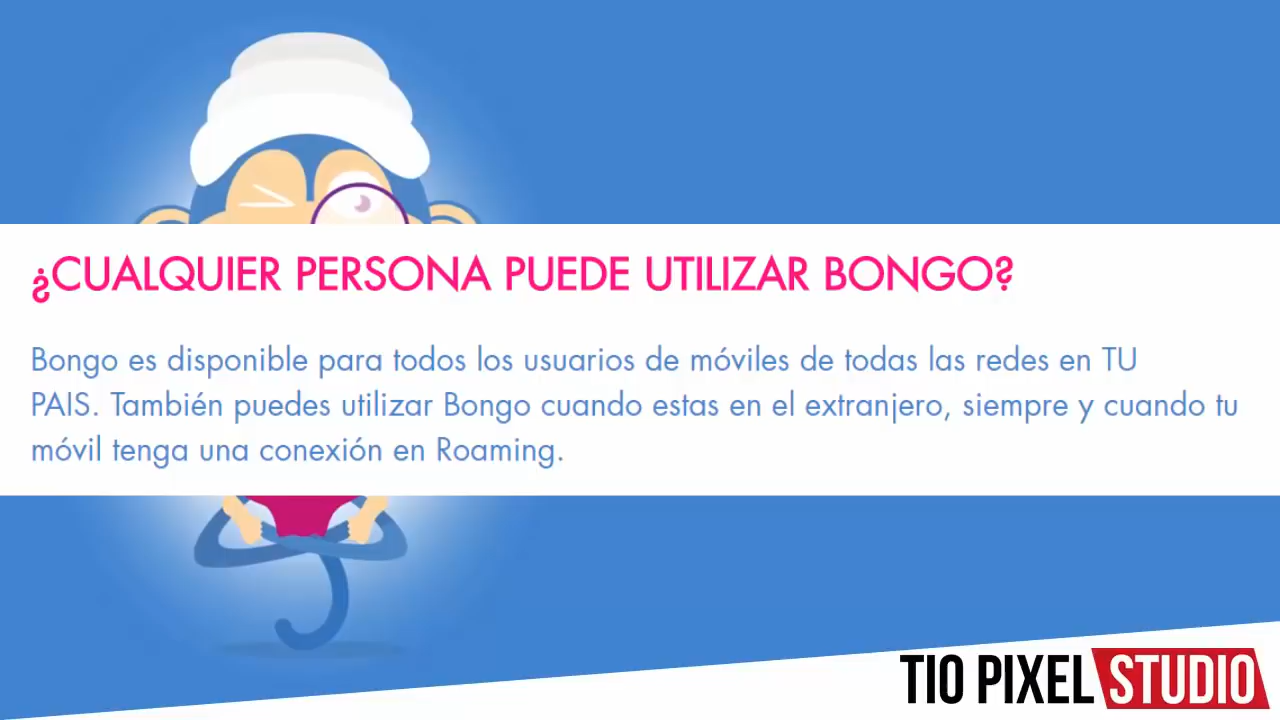 ¿CUALQUIER PERSONA PUEDE UTILIZAR BONGO?
Bongo es disponible para todos los usuarios de móviles de todas las redes en TU
PAIS. También puedes utilizar Bongo cuando estas en el extranjero, siempre y cuando tu
móvil tenga una conexión en Roaming.
TIO PIXEL STUDIO